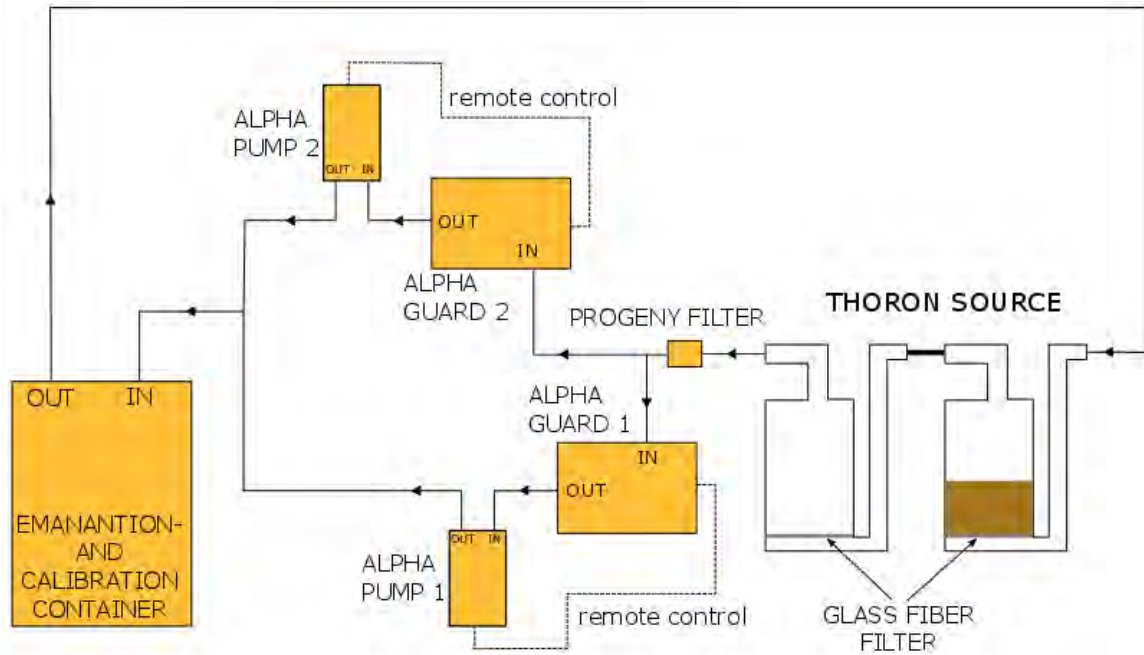 ALPHA
PUMP 2
OUT IN
remote control
OUT
IN
ALPHA
GUARD 2
PROGENY FILTER
THORON SOURCE
OUT IN
ALPHA
GUARD 1
IN
OUT
EMANANTION-
AND
CALIBRATION
CONTAINER
ALPHA
PUMP 1
OUT IN
remote control
GLASS FIBER
FILTER